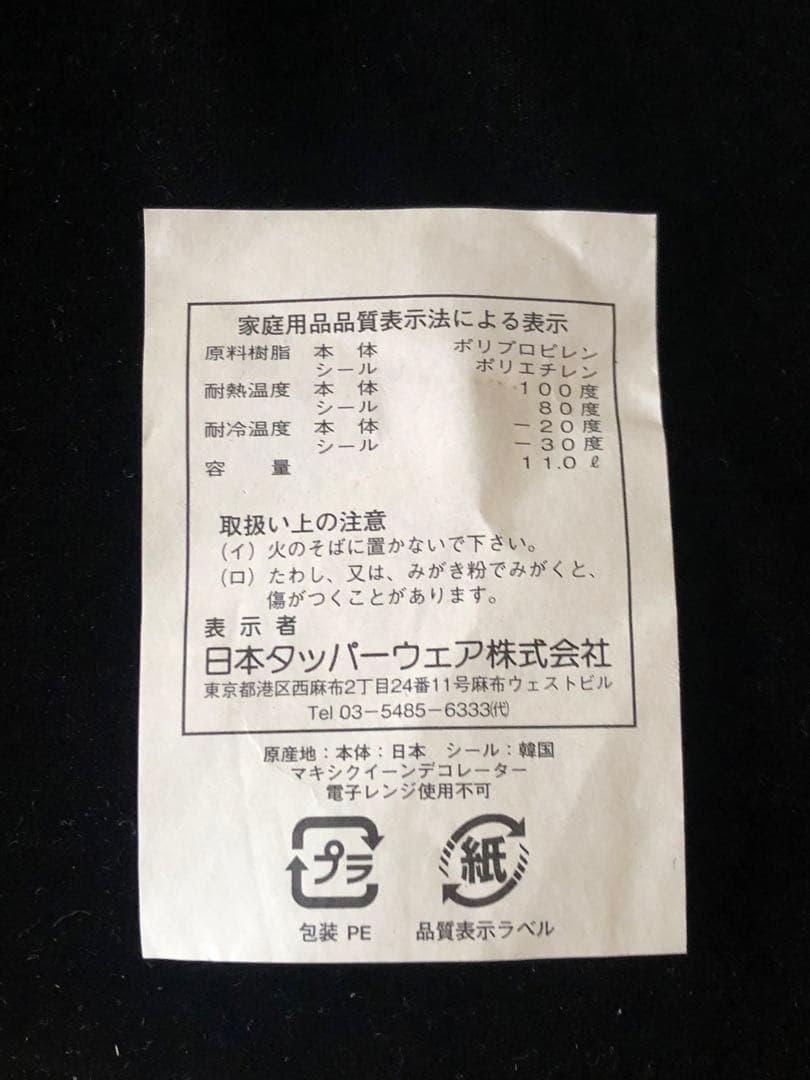 家庭用品品質表示法による表示
原料樹脂 本 体 ポリプロピレン
シール ポリエチレン
耐熱温度 本 体 100度
シール 80度
耐冷温度 本 体 -20度
シール -30度
容 量 11.0ℓ
取扱い上の注意
(イ) 火のそばに置かないで下さい。
(ロ) たわし、又は、みがき粉でみがくと、
傷がつくことがあります。
表 示 者
日本タッパーウェア株式会社
東京都港区西麻布2丁目24番11号麻布ウェストビル
Tel 03-5485-6333㈹
原産地：本体：日本 シール：韓国
マキシクイーンデコレーター
電子レンジ使用不可
プラ 紙
包装 PE 品質表示ラベル